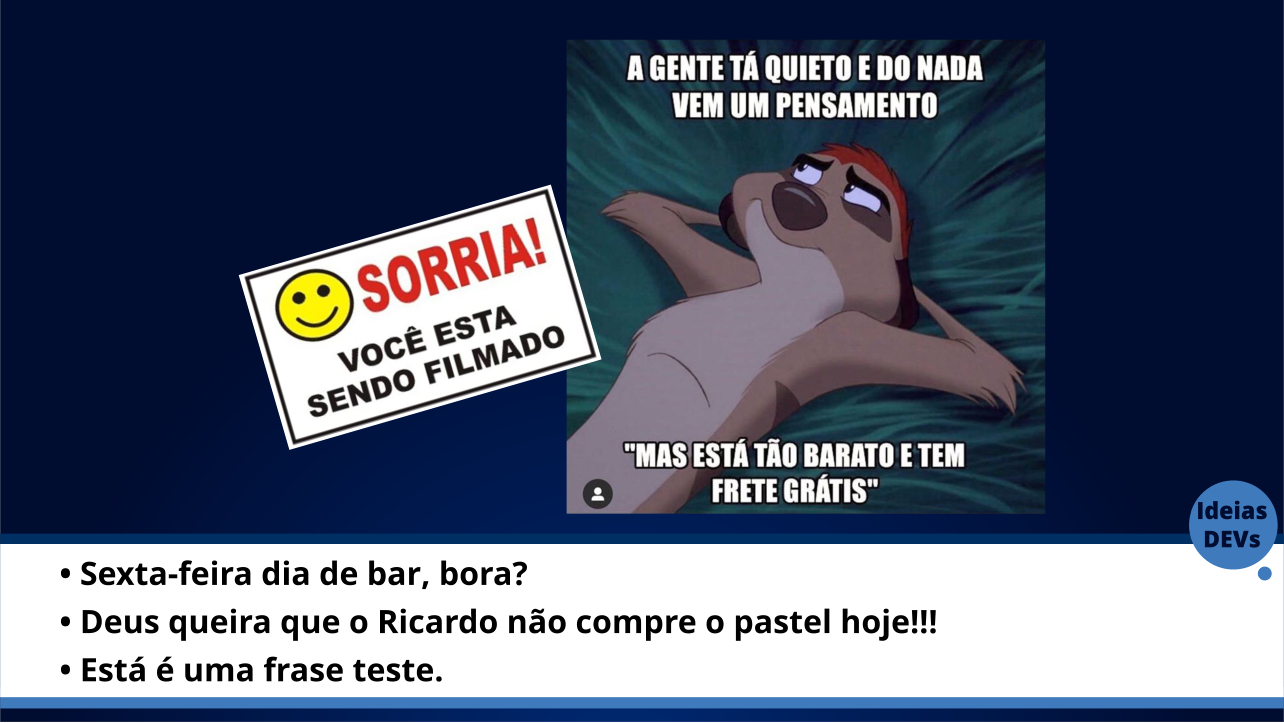 A GENTE TÁ QUIETO E DO NADA
VEM UM PENSAMENTO
SORRIA!
VOCÊ ESTA
SENDO FILMADO
"MAS ESTÁ TÃO BARATO E TEM
FRETE GRÁTIS"
Ideias
DEVs
• Sexta-feira dia de bar, bora?
• Deus queira que o Ricardo não compre o pastel hoje!!!
• Está é uma frase teste.